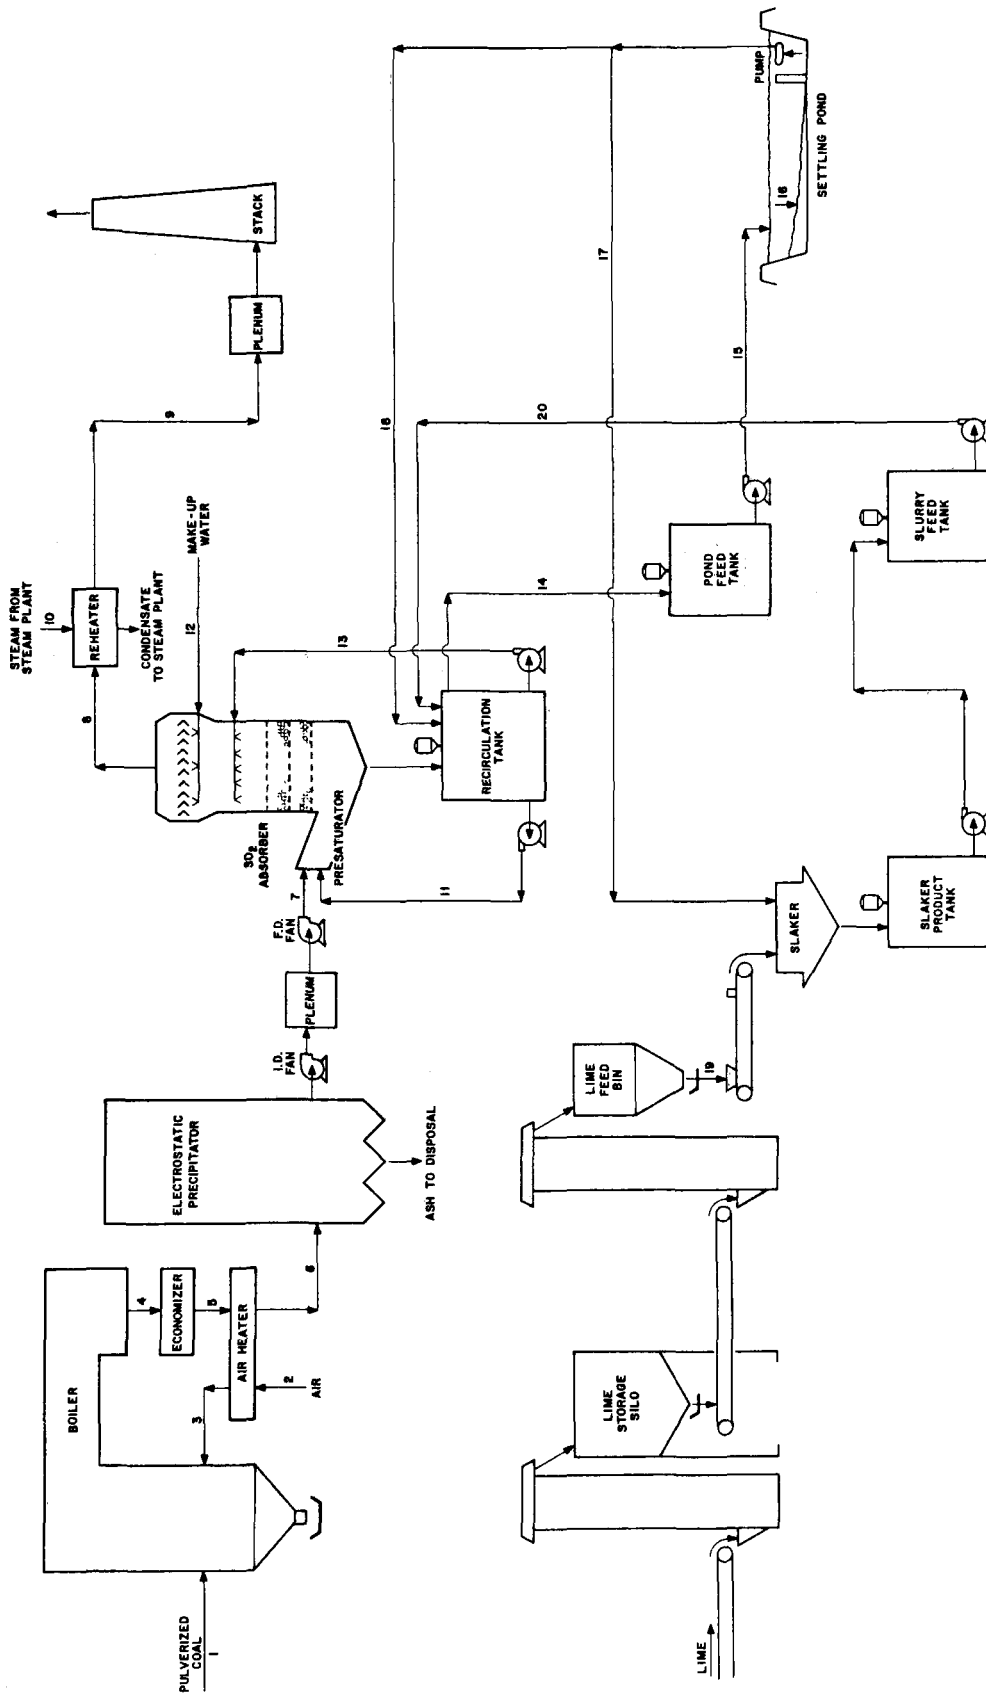 PULVERIZED
COAL
1
BOILER
3
2
AIR
AIR HEATER
4
ECONOMIZER
5
6
ELECTROSTATIC
PRECIPITATOR
ASH TO DISPOSAL
I.D.
FAN
PLENUM
F.D.
FAN
7
SO2
ABSORBER
PRESATURATOR
8
STEAM FROM
STEAM PLANT
10
REHEATER
CONDENSATE
TO STEAM PLANT
12
MAKE-UP
WATER
9
PLENUM
STACK
13
11
RECIRCULATION
TANK
18
20
14
17
POND
FEED
TANK
15
16
PUMP
SETTLING POND
LIME
LIME
STORAGE
SILO
LIME
FEED
BIN
19
SLAKER
SLAKER
PRODUCT
TANK
SLURRY
FEED
TANK